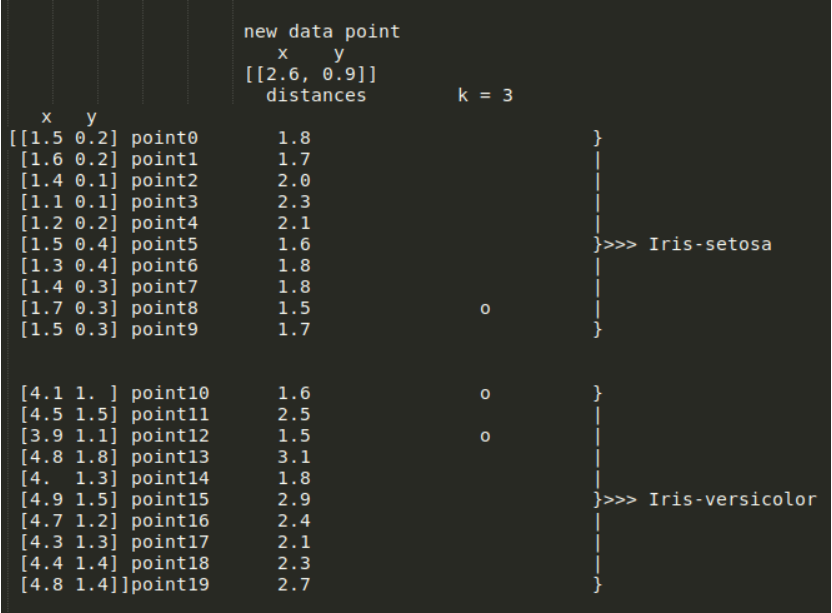 new data point
x y
[[2.6, 0.9]]
distances k = 3
x y
[[1.5 0.2] point0 1.8 }
[1.6 0.2] point1 1.7 |
[1.4 0.1] point2 2.0 |
[1.1 0.1] point3 2.3 |
[1.2 0.2] point4 2.1 |
[1.5 0.4] point5 1.6 }>>> Iris-setosa
[1.3 0.4] point6 1.8 |
[1.4 0.3] point7 1.8 |
[1.7 0.3] point8 1.5 o |
[1.5 0.3] point9 1.7 }
[4.1 1. ] point10 1.6 o }
[4.5 1.5] point11 2.5 |
[3.9 1.1] point12 1.5 o |
[4.8 1.8] point13 3.1 |
[4. 1.3] point14 1.8 |
[4.9 1.5] point15 2.9 }>>> Iris-versicolor
[4.7 1.2] point16 2.4 |
[4.3 1.3] point17 2.1 |
[4.4 1.4] point18 2.3 |
[4.8 1.4]]point19 2.7 }